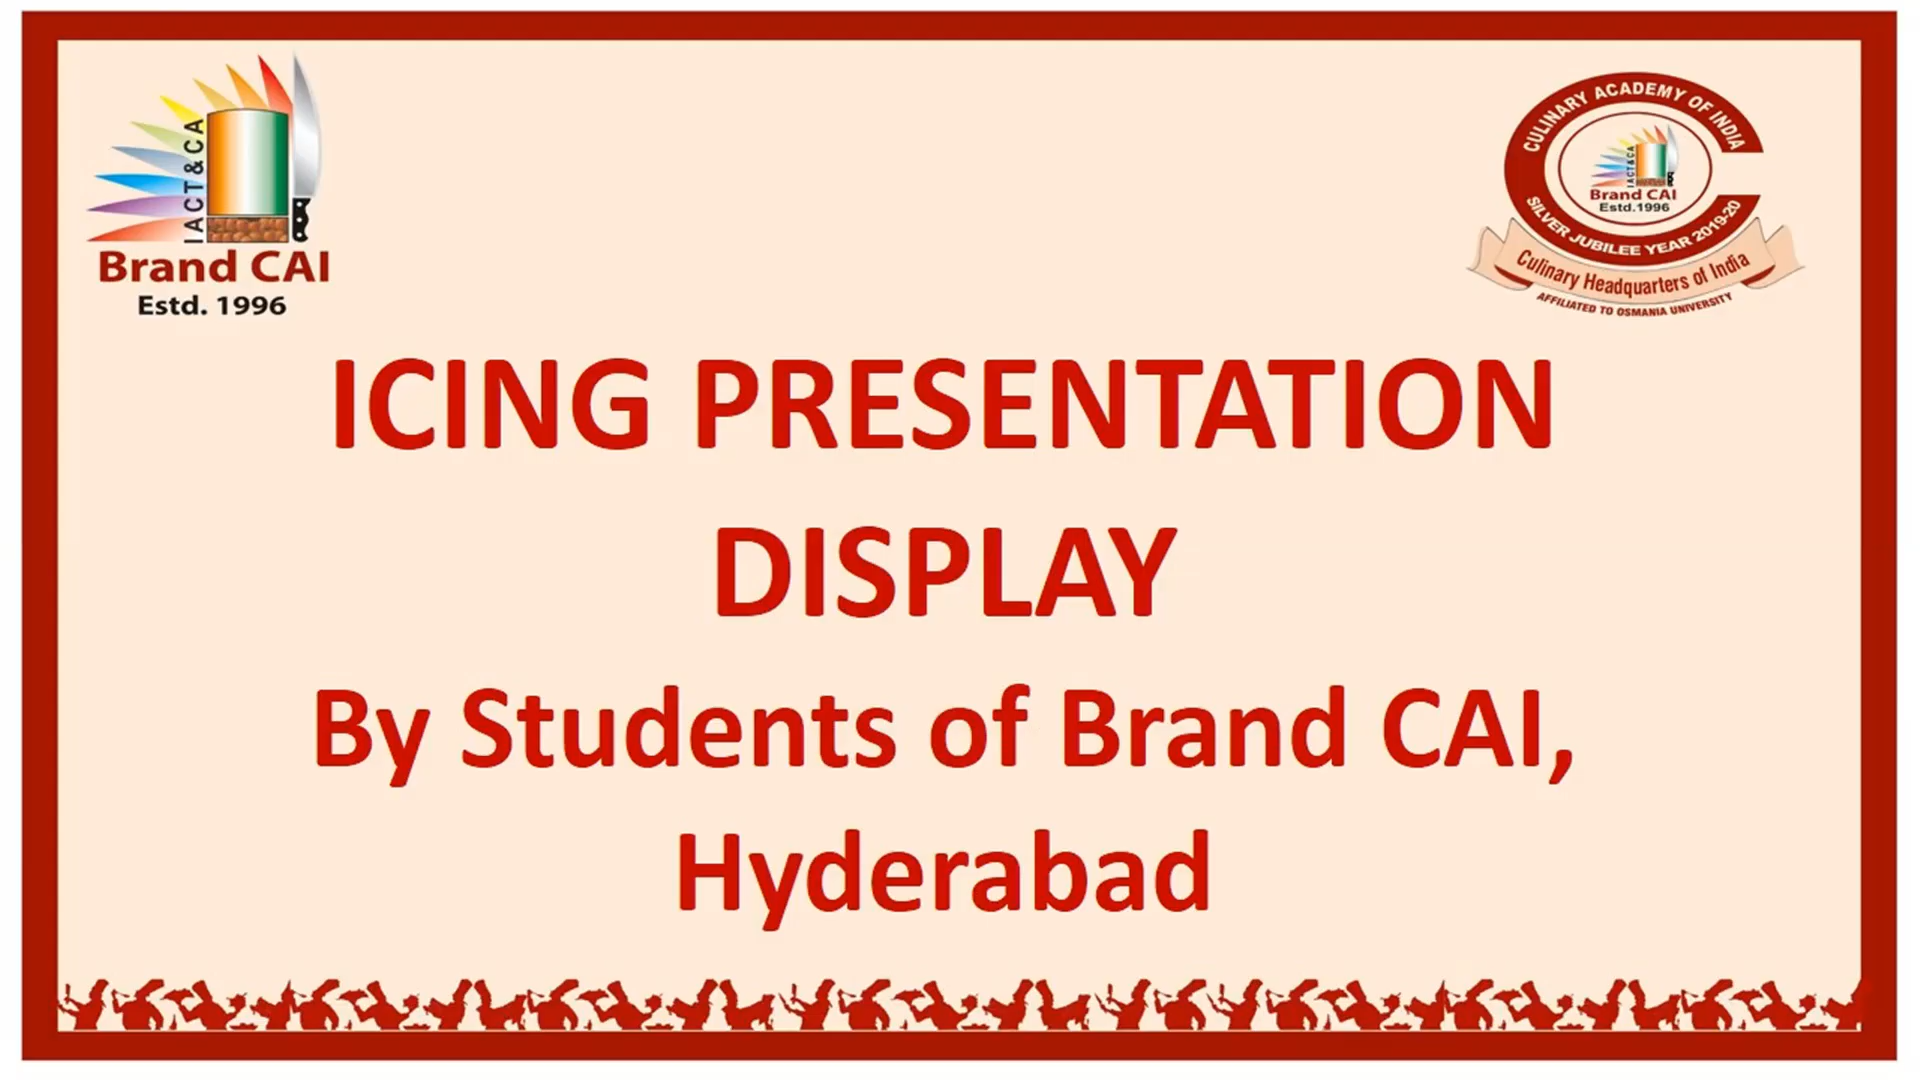 IACT&CA
Brand CAI
Estd. 1996
CULINARY ACADEMY OF INDIA
IACT&CA
Brand CAI
Estd.1996
SILVER JUBILEE YEAR 2019-20
Culinary Headquarters of India
AFFILIATED TO OSMANIA UNIVERSITY
ICING PRESENTATION
DISPLAY
By Students of Brand CAI,
Hyderabad